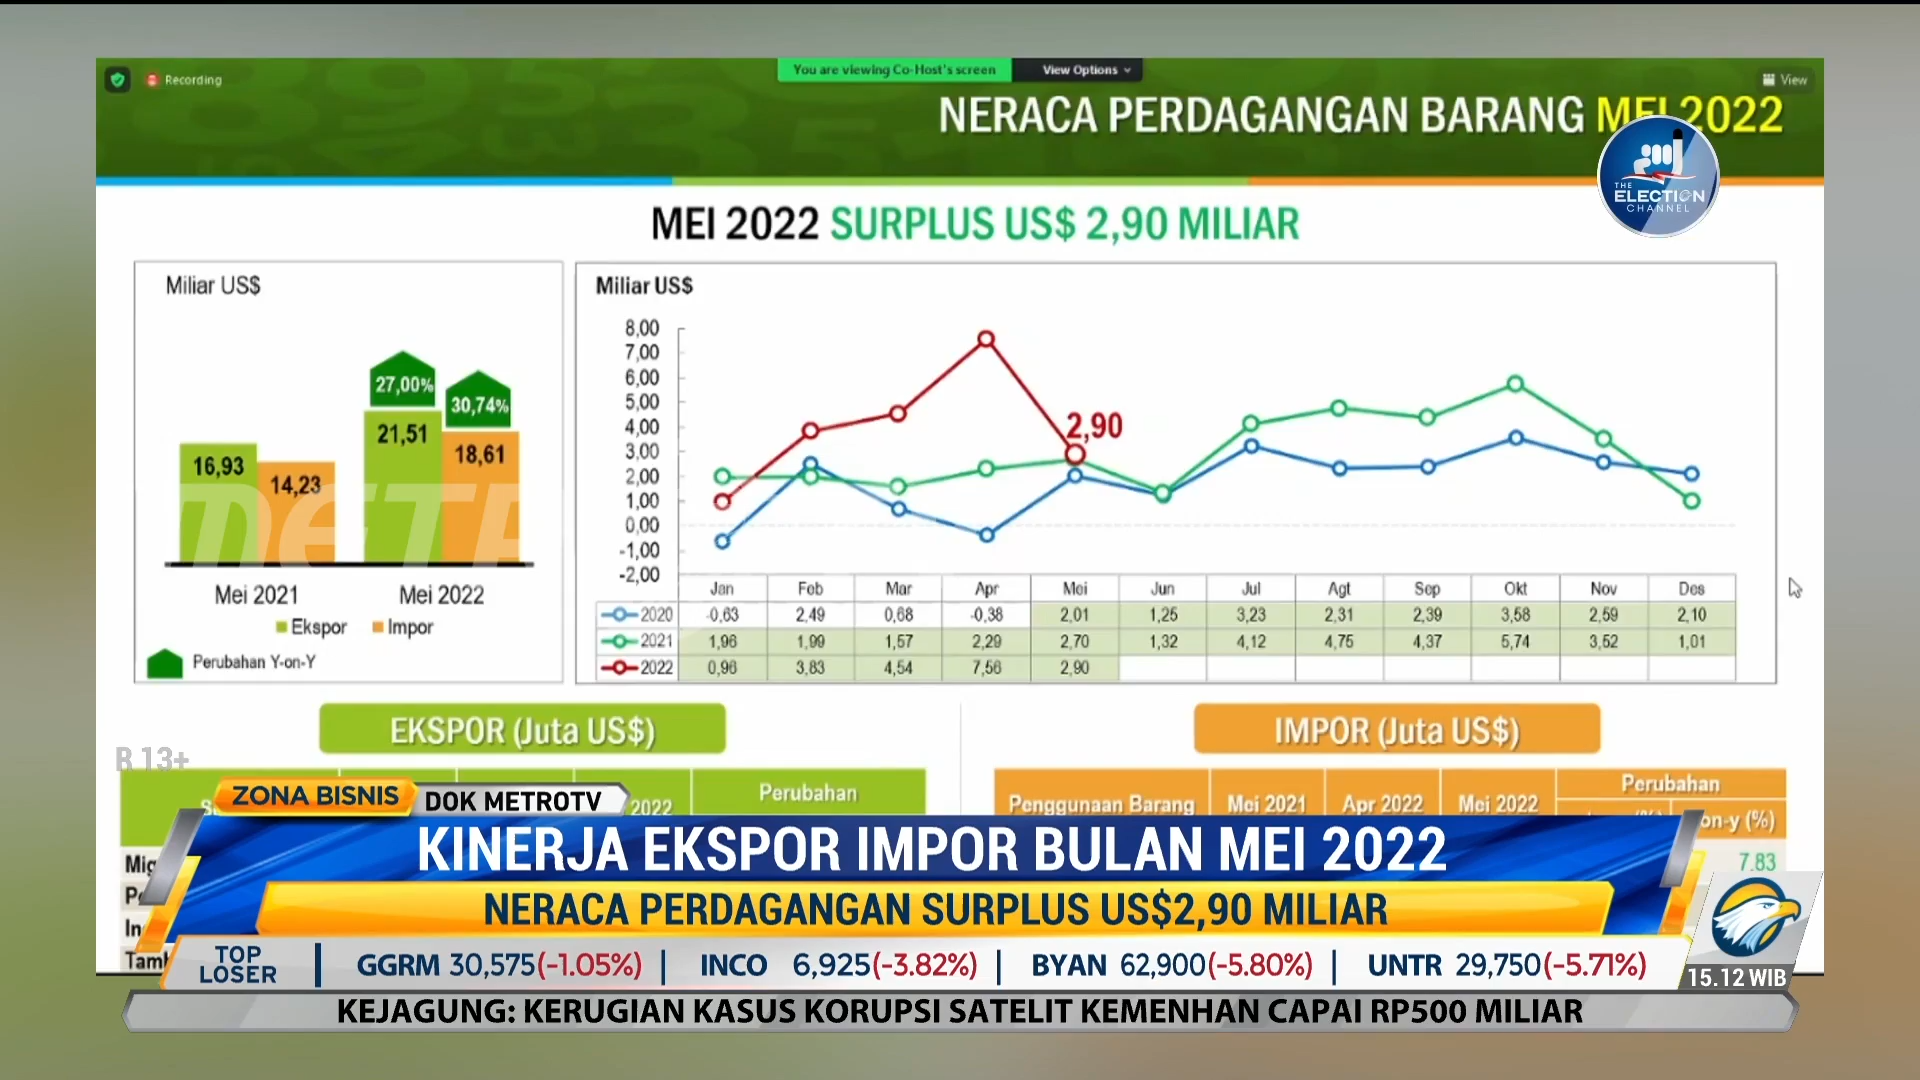 Recording
You are viewing Co-Host's screen
View Options
View
NERACA PERDAGANGAN BARANG MEI 2022
THE
ELECTION
CHANNEL
MEI 2022 SURPLUS US$ 2,90 MILIAR
Miliar US$
27,00%
30,74%
21,51
18,61
16,93
14,23
Mei 2021 Mei 2022
Ekspor Impor
Perubahan Y-on-Y
Miliar US$
8,00
7,00
6,00
5,00
4,00
3,00
2,00
1,00
0,00
-1,00
-2,00
2,90
Jan Feb Mar Apr Mei Jun Jul Agt Sep Okt Nov Des
2020 -0,63 2,49 0,68 -0,38 2,01 1,25 3,23 2,31 2,39 3,58 2,59 2,10
2021 1,96 1,99 1,57 2,29 2,70 1,32 4,12 4,75 4,37 5,74 3,52 1,01
2022 0,96 3,83 4,54 7,56 2,90
EKSPOR (Juta US$)
IMPOR (Juta US$)
R 13+
2022 Perubahan
Penggunaan Barang Mei 2021 Apr 2022 Mei 2022 Perubahan
on-y (%)
7,83
ZONA BISNIS
DOK METROTV
KINERJA EKSPOR IMPOR BULAN MEI 2022
NERACA PERDAGANGAN SURPLUS US$2,90 MILIAR
TOP
LOSER
GGRM 30,575(-1.05%) | INCO 6,925(-3.82%) | BYAN 62,900(-5.80%) | UNTR 29,750(-5.71%)
15.12 WIB
KEJAGUNG: KERUGIAN KASUS KORUPSI SATELIT KEMENHAN CAPAI RP500 MILIAR